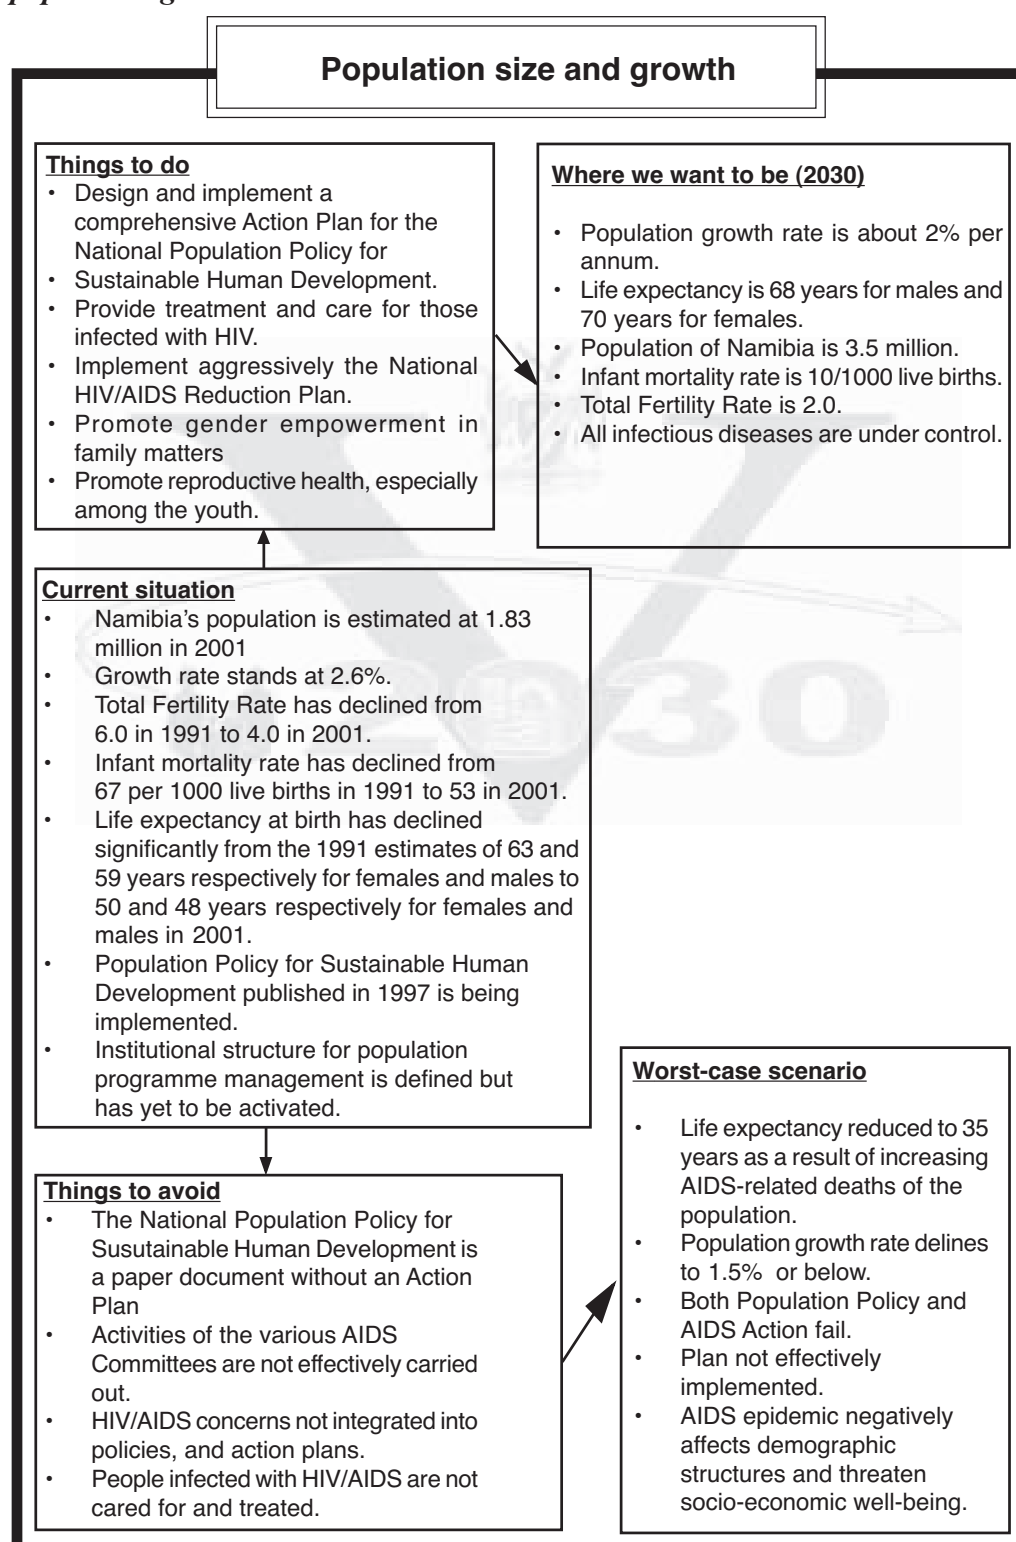 Population size and growth
Things to do
• Design and implement a
comprehensive Action Plan for the
National Population Policy for
• Sustainable Human Development.
• Provide treatment and care for those
infected with HIV.
• Implement aggressively the National
HIV/AIDS Reduction Plan.
• Promote gender empowerment in
family matters
• Promote reproductive health, especially
among the youth.
Where we want to be (2030)
• Population growth rate is about 2% per
annum.
• Life expectancy is 68 years for males and
70 years for females.
• Population of Namibia is 3.5 million.
• Infant mortality rate is 10/1000 live births.
• Total Fertility Rate is 2.0.
• All infectious diseases are under control.
Current situation
• Namibia's population is estimated at 1.83
million in 2001
• Growth rate stands at 2.6%.
• Total Fertility Rate has declined from
6.0 in 1991 to 4.0 in 2001.
• Infant mortality rate has declined from
67 per 1000 live births in 1991 to 53 in 2001.
• Life expectancy at birth has declined
significantly from the 1991 estimates of 63 and
59 years respectively for females and males to
50 and 48 years respectively for females and
males in 2001.
• Population Policy for Sustainable Human
Development published in 1997 is being
implemented.
• Institutional structure for population
programme management is defined but
has yet to be activated.
2030
Things to avoid
• The National Population Policy for
Susutainable Human Development is
a paper document without an Action
Plan
• Activities of the various AIDS
Committees are not effectively carried
out.
• HIV/AIDS concerns not integrated into
policies, and action plans.
• People infected with HIV/AIDS are not
cared for and treated.
Worst-case scenario
• Life expectancy reduced to 35
years as a result of increasing
AIDS-related deaths of the
population.
• Population growth rate delines
to 1.5% or below.
• Both Population Policy and
AIDS Action fail.
• Plan not effectively
implemented.
• AIDS epidemic negatively
affects demographic
structures and threaten
socio-economic well-being.